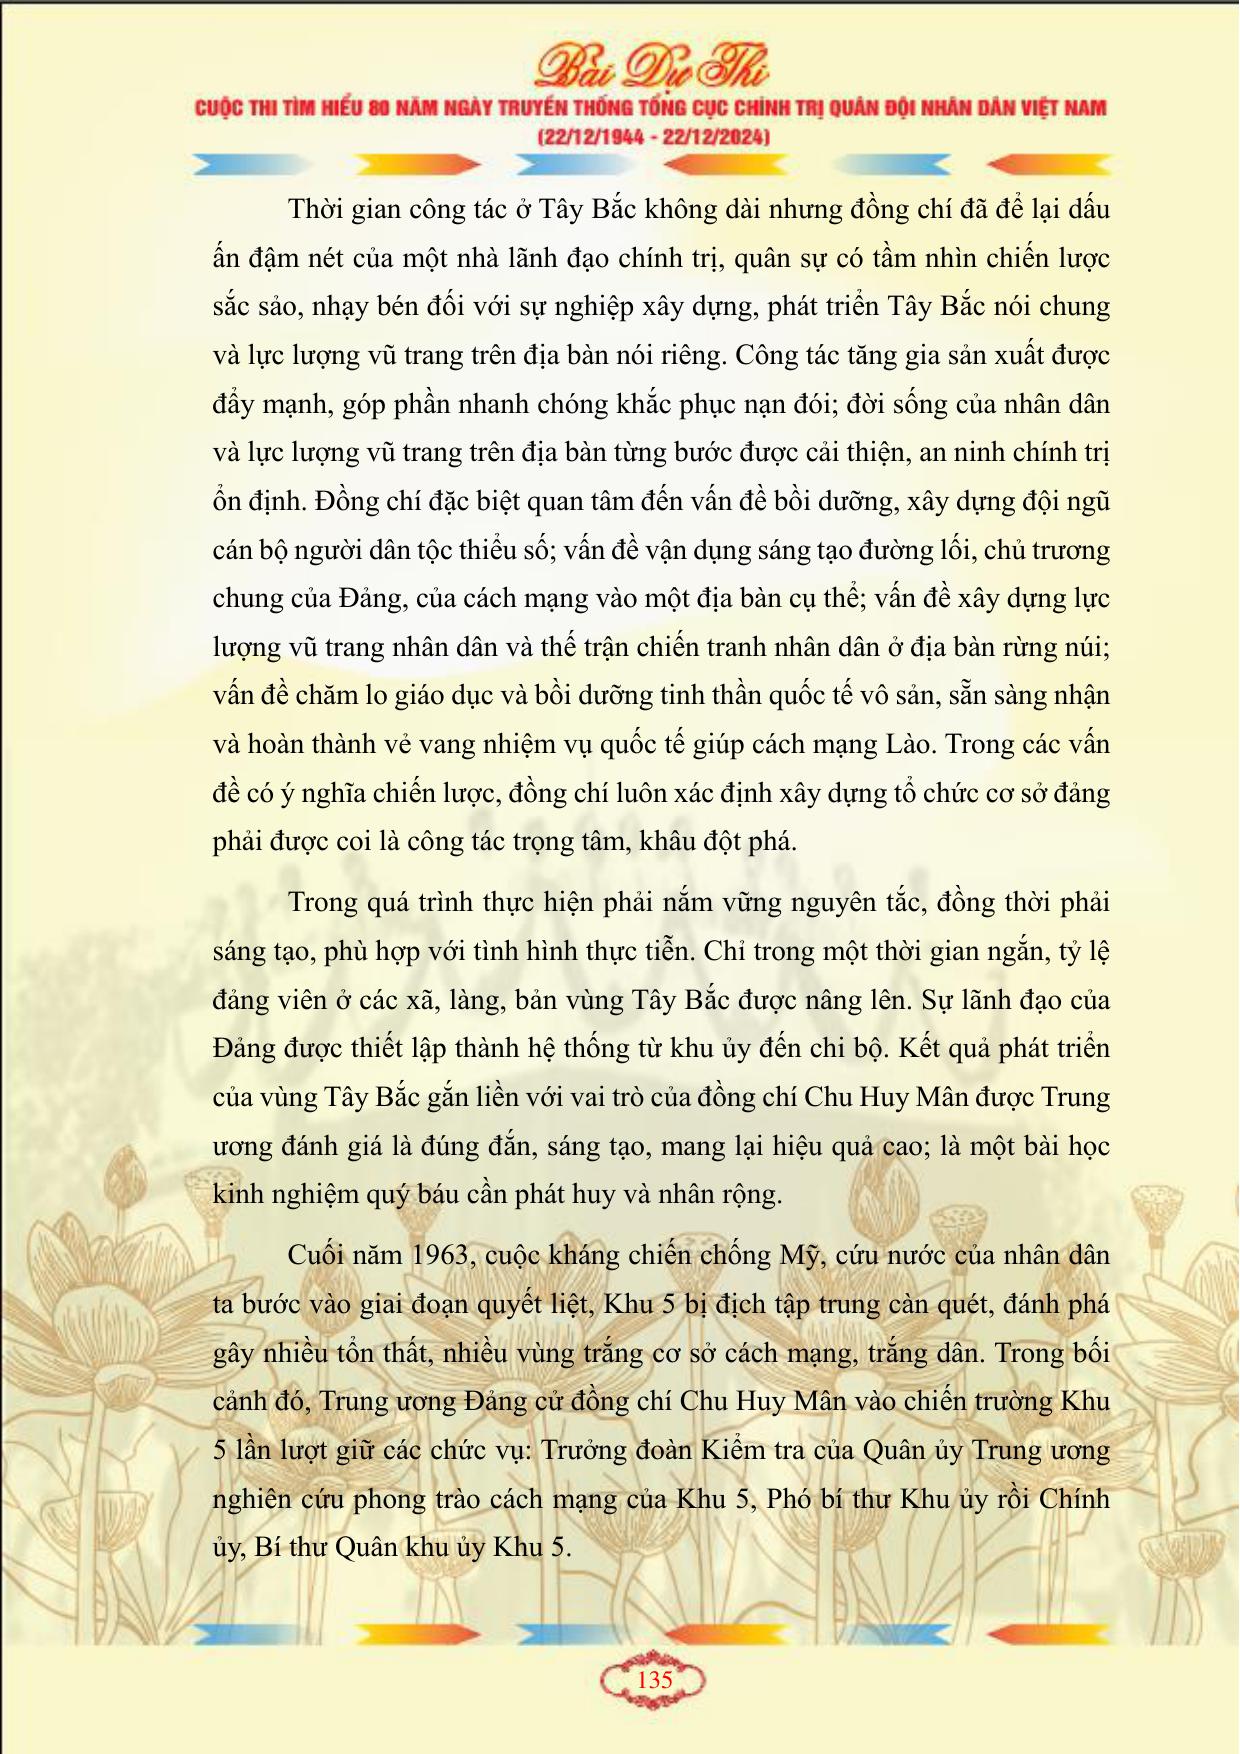 Bài Dự Thi
CUỘC THI TÌM HIỂU 80 NĂM NGÀY TRUYỀN THỐNG TỔNG CỤC CHÍNH TRỊ QUÂN ĐỘI NHÂN DÂN VIỆT NAM
(22/12/1944 - 22/12/2024)
Thời gian công tác ở Tây Bắc không dài nhưng đồng chí đã để lại dấu
ấn đậm nét của một nhà lãnh đạo chính trị, quân sự có tầm nhìn chiến lược
sắc sảo, nhạy bén đối với sự nghiệp xây dựng, phát triển Tây Bắc nói chung
và lực lượng vũ trang trên địa bàn nói riêng. Công tác tăng gia sản xuất được
đẩy mạnh, góp phần nhanh chóng khắc phục nạn đói; đời sống của nhân dân
và lực lượng vũ trang trên địa bàn từng bước được cải thiện, an ninh chính trị
ổn định. Đồng chí đặc biệt quan tâm đến vấn đề bồi dưỡng, xây dựng đội ngũ
cán bộ người dân tộc thiểu số; vấn đề vận dụng sáng tạo đường lối, chủ trương
chung của Đảng, của cách mạng vào một địa bàn cụ thể; vấn đề xây dựng lực
lượng vũ trang nhân dân và thế trận chiến tranh nhân dân ở địa bàn rừng núi;
vấn đề chăm lo giáo dục và bồi dưỡng tinh thần quốc tế vô sản, sẵn sàng nhận
và hoàn thành vẻ vang nhiệm vụ quốc tế giúp cách mạng Lào. Trong các vấn
đề có ý nghĩa chiến lược, đồng chí luôn xác định xây dựng tổ chức cơ sở đảng
phải được coi là công tác trọng tâm, khâu đột phá.
Trong quá trình thực hiện phải nắm vững nguyên tắc, đồng thời phải
sáng tạo, phù hợp với tình hình thực tiễn. Chỉ trong một thời gian ngắn, tỷ lệ
đảng viên ở các xã, làng, bản vùng Tây Bắc được nâng lên. Sự lãnh đạo của
Đảng được thiết lập thành hệ thống từ khu ủy đến chi bộ. Kết quả phát triển
của vùng Tây Bắc gắn liền với vai trò của đồng chí Chu Huy Mân được Trung
ương đánh giá là đúng đắn, sáng tạo, mang lại hiệu quả cao; là một bài học
kinh nghiệm quý báu cần phát huy và nhân rộng.
Cuối năm 1963, cuộc kháng chiến chống Mỹ, cứu nước của nhân dân
ta bước vào giai đoạn quyết liệt, Khu 5 bị địch tập trung càn quét, đánh phá
gây nhiều tổn thất, nhiều vùng trắng cơ sở cách mạng, trắng dân. Trong bối
cảnh đó, Trung ương Đảng cử đồng chí Chu Huy Mân vào chiến trường Khu
5 lần lượt giữ các chức vụ: Trưởng đoàn Kiểm tra của Quân ủy Trung ương
nghiên cứu phong trào cách mạng của Khu 5, Phó bí thư Khu ủy rồi Chính
ủy, Bí thư Quân khu ủy Khu 5.
135